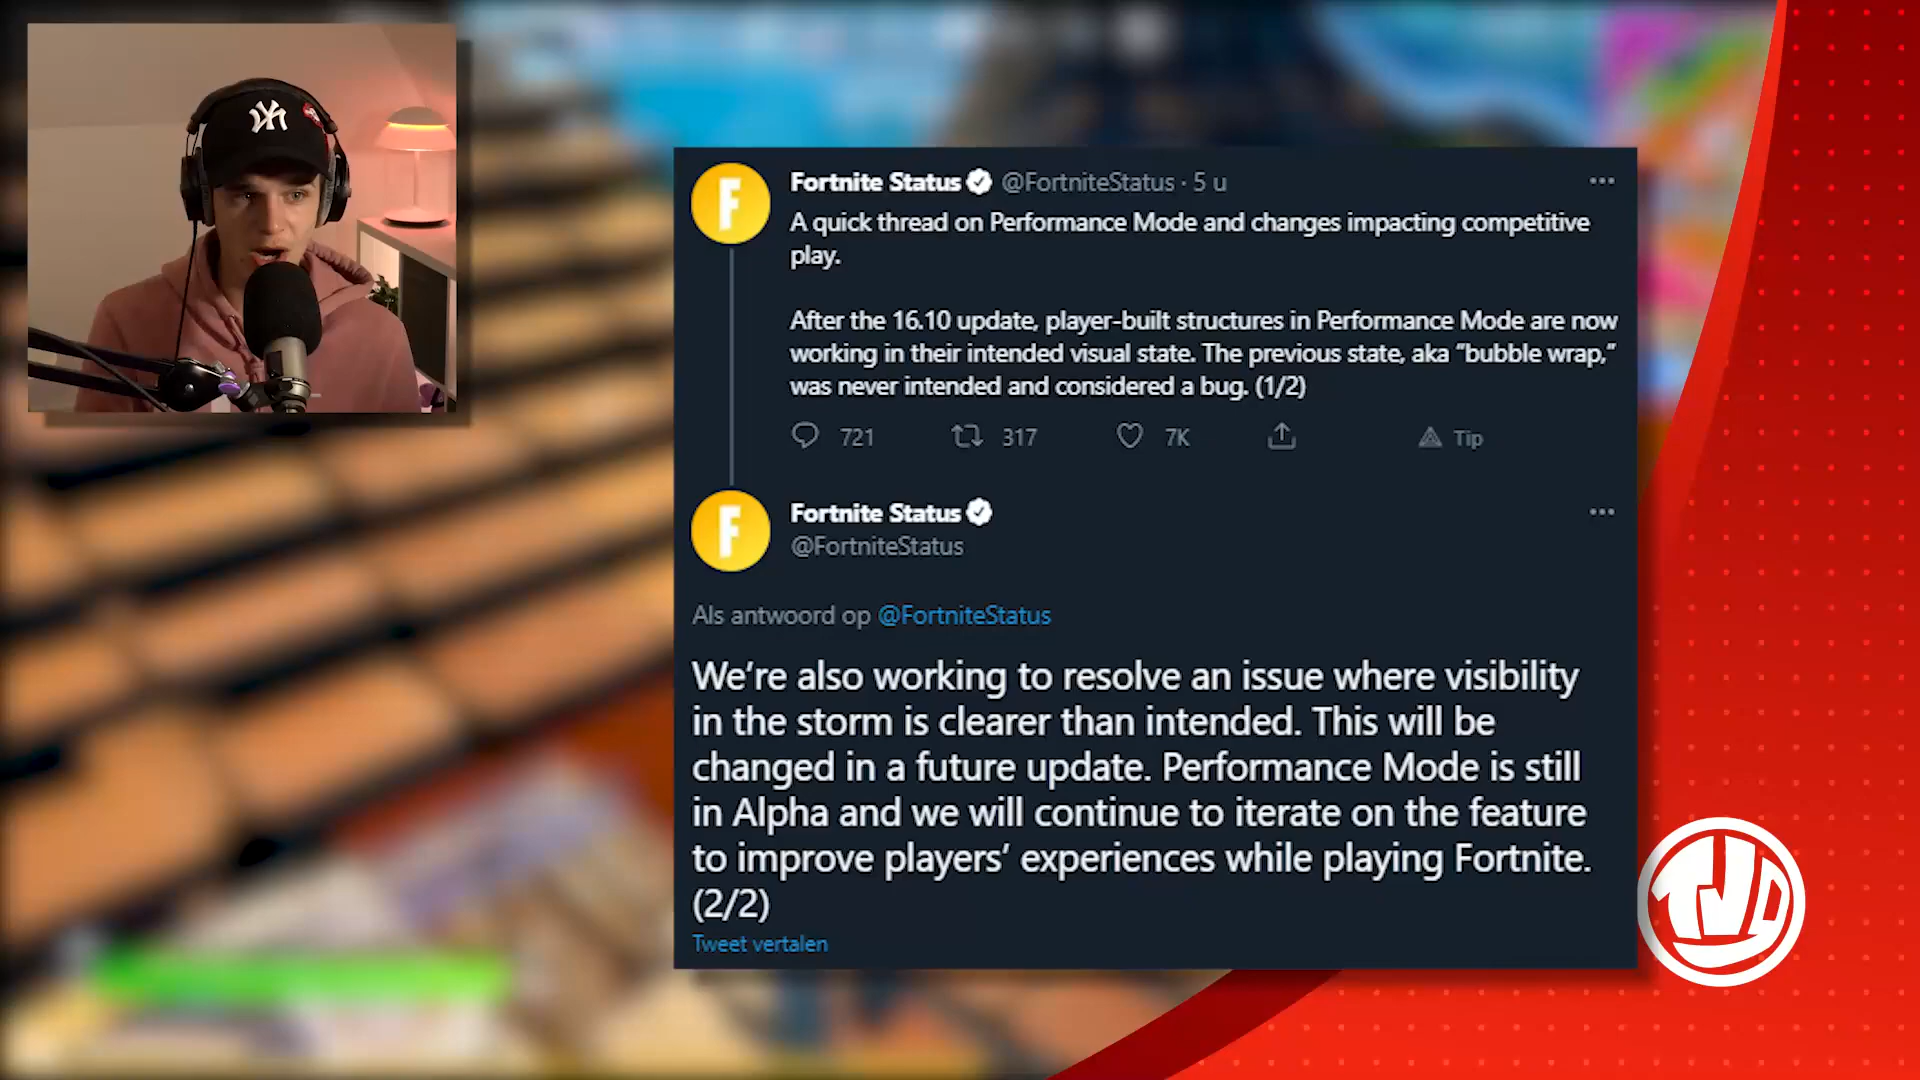 Fortnite Status @FortniteStatus · 5 u
A quick thread on Performance Mode and changes impacting competitive
play.
After the 16.10 update, player-built structures in Performance Mode are now
working in their intended visual state. The previous state, aka “bubble wrap,”
was never intended and considered a bug. (1/2)
721 317 7K Tip
Fortnite Status
@FortniteStatus
Als antwoord op @FortniteStatus
We’re also working to resolve an issue where visibility
in the storm is clearer than intended. This will be
changed in a future update. Performance Mode is still
in Alpha and we will continue to iterate on the feature
to improve players’ experiences while playing Fortnite.
(2/2)
Tweet vertalen
TJD
NY